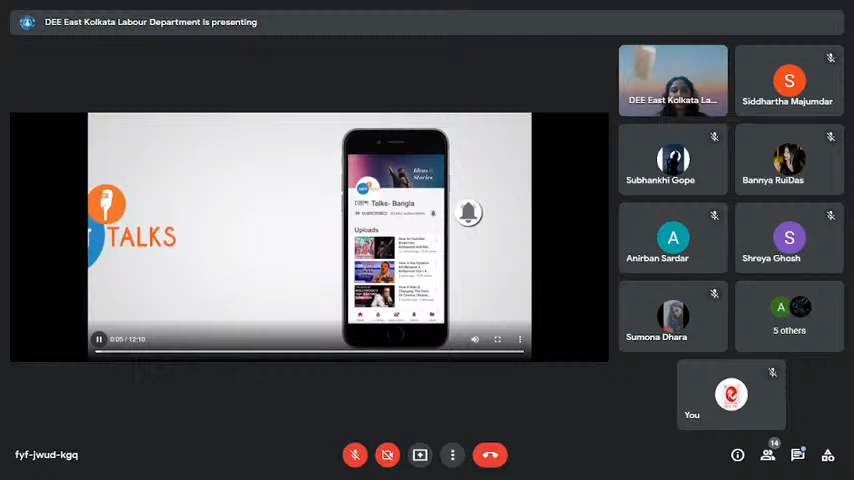 DEE East Kolkata Labour Department is presenting
TALKS
Ideas &
Stories
Talks- Bangla
SUBSCRIBED
Uploads
0:05 / 12:10
DEE East Kolkata La...
S
Siddhartha Majumdar
Subhankhi Gope
Bannya RuiDas
A
Anirban Sardar
S
Shreya Ghosh
Sumona Dhara
A
5 others
You
fyf-jwud-kgq
14